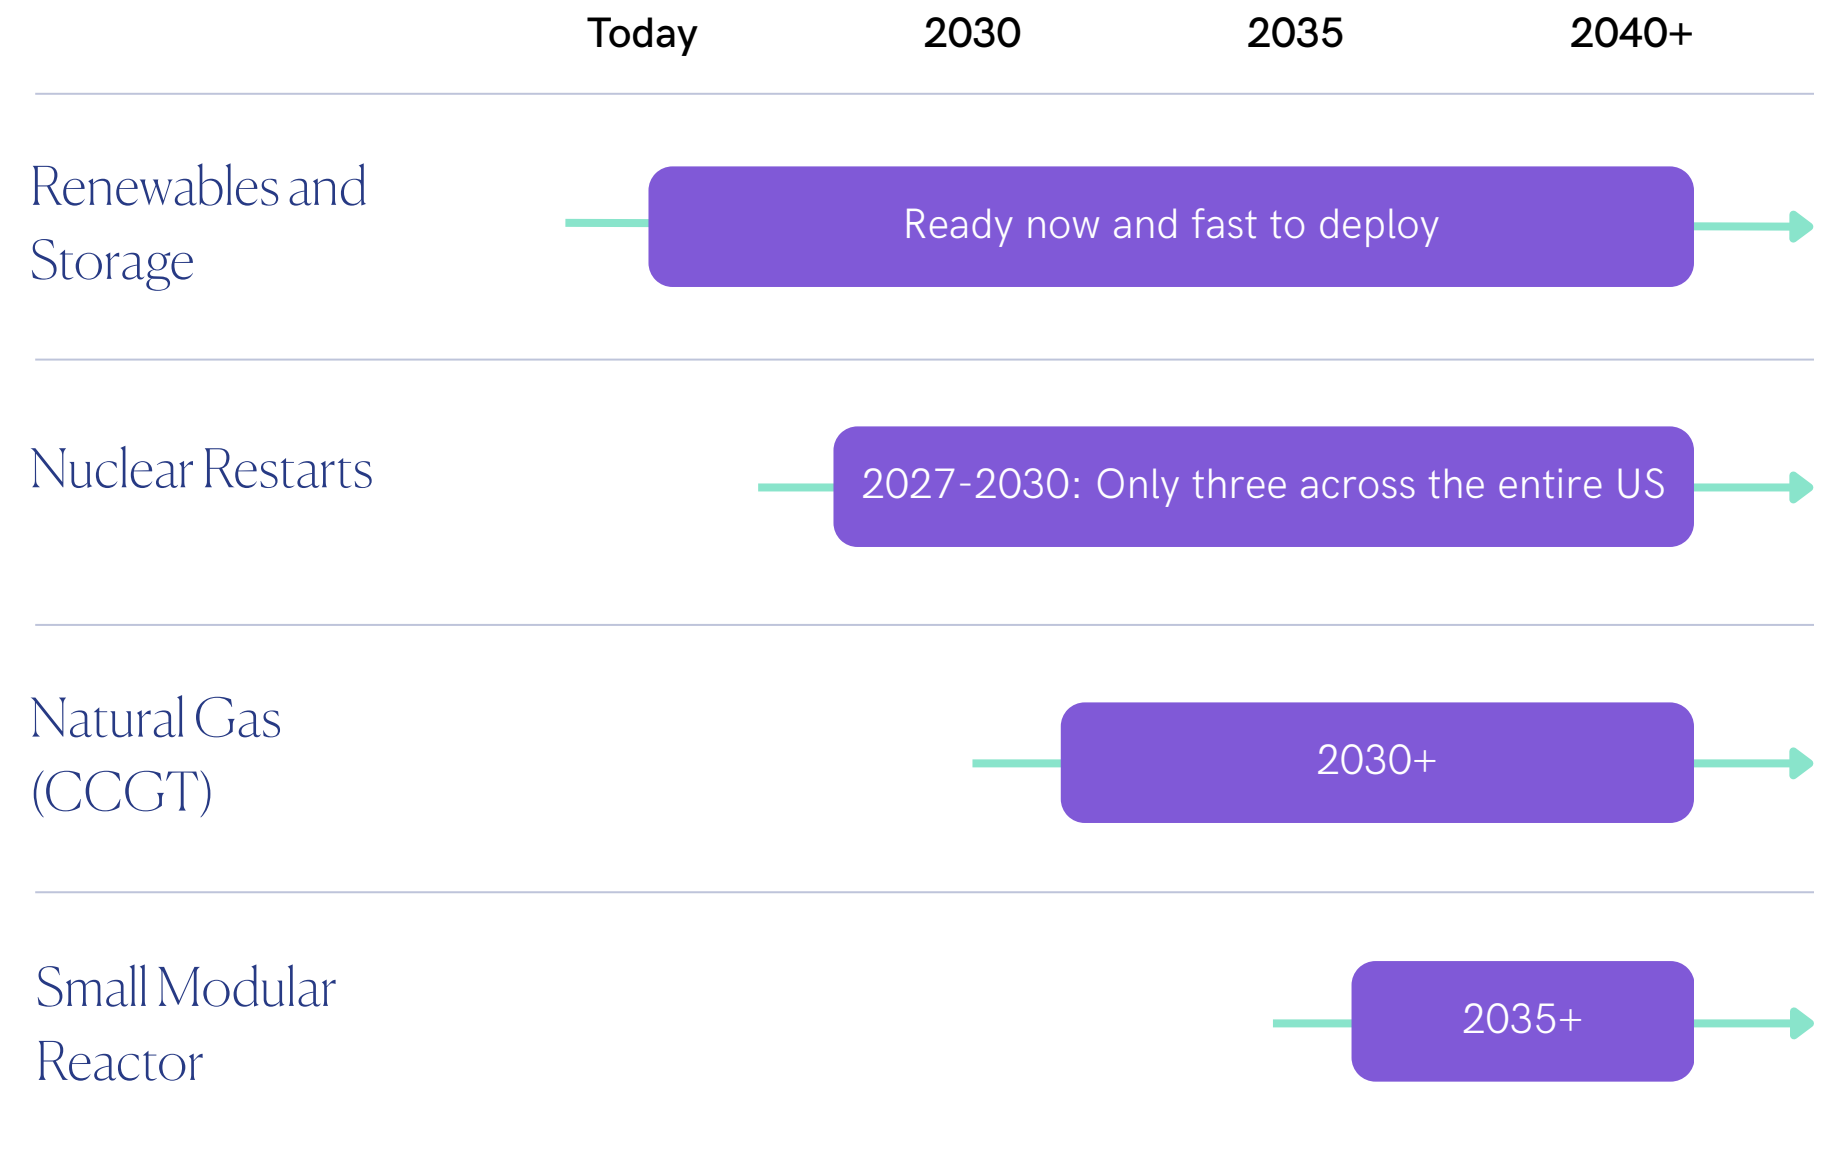 Today 2030 2035 2040+
Renewables and
Storage
Ready now and fast to deploy
Nuclear Restarts
2027-2030: Only three across the entire US
Natural Gas
(CCGT)
2030+
Small Modular
Reactor
2035+